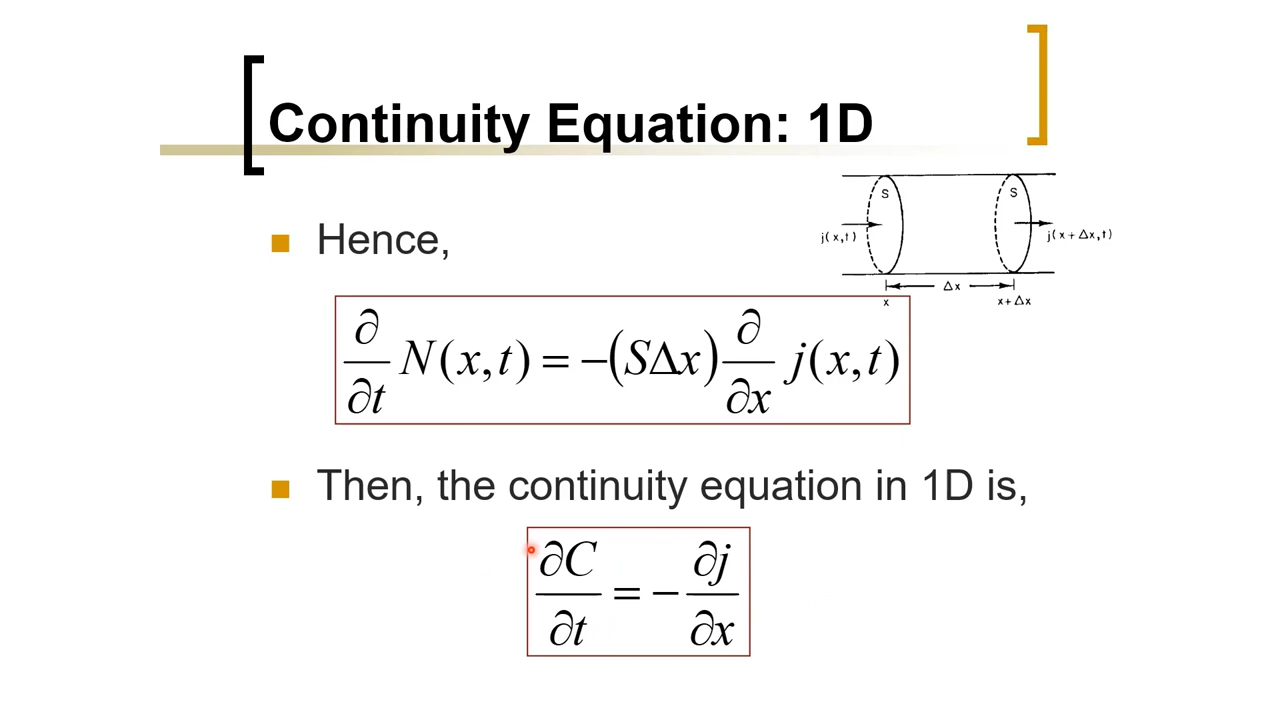 Continuity Equation: 1D
S S
j(x,t) j(x+Δx,t)
Δx
x x+Δx
Hence,
∂/∂t N(x,t) = −(SΔx) ∂/∂x j(x,t)
Then, the continuity equation in 1D is,
∂C/∂t = − ∂j/∂x